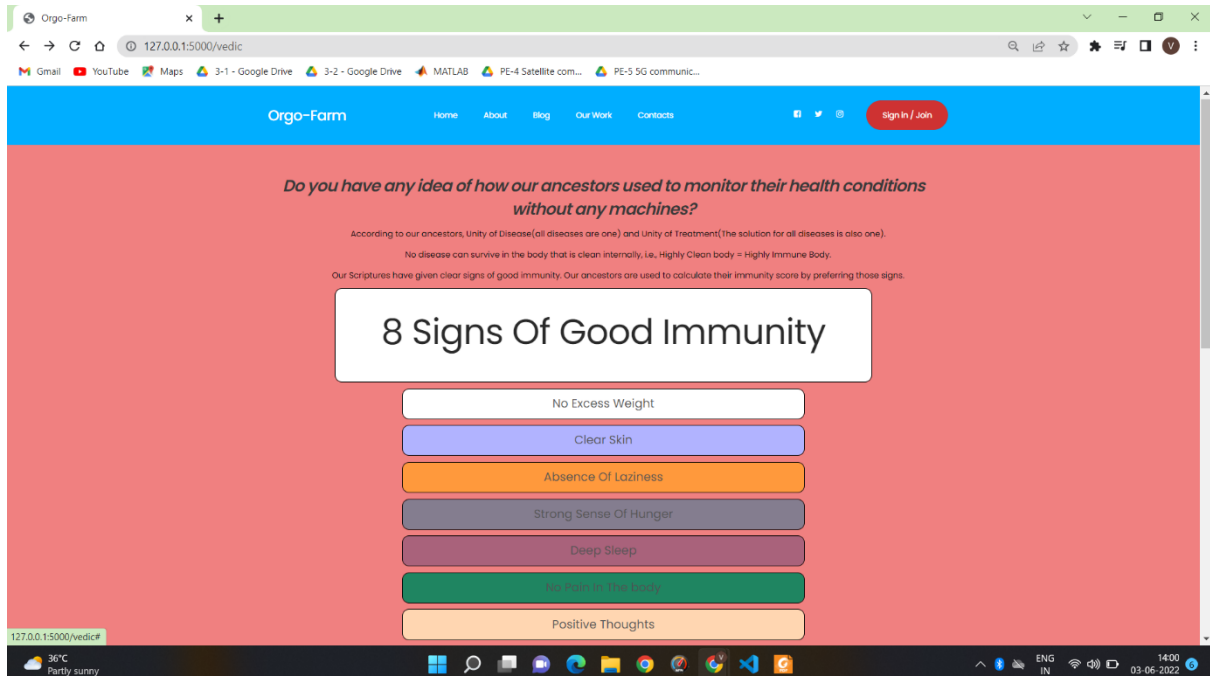 Orgo-Farm
127.0.0.1:5000/vedic
V
Gmail YouTube Maps 3-1 - Google Drive 3-2 - Google Drive MATLAB PE-4 Satellite com... PE-5 5G communic...
Orgo-Farm Home About Blog Our Work Contacts Sign In / Join
Do you have any idea of how our ancestors used to monitor their health conditions
without any machines?
According to our ancestors, Unity of Disease(all diseases are one) and Unity of Treatment(The solution for all diseases is also one).
No disease can survive in the body that is clean internally, i.e., Highly Clean body = Highly Immune Body.
Our Scriptures have given clear signs of good immunity. Our ancestors are used to calculate their immunity score by preferring those signs.
8 Signs Of Good Immunity
No Excess Weight
Clear Skin
Absence Of Laziness
Strong Sense Of Hunger
Deep Sleep
No Pain In The body
Positive Thoughts
127.0.0.1:5000/vedic#
36°C
Partly sunny
ENG
IN
14:00
03-06-2022
6